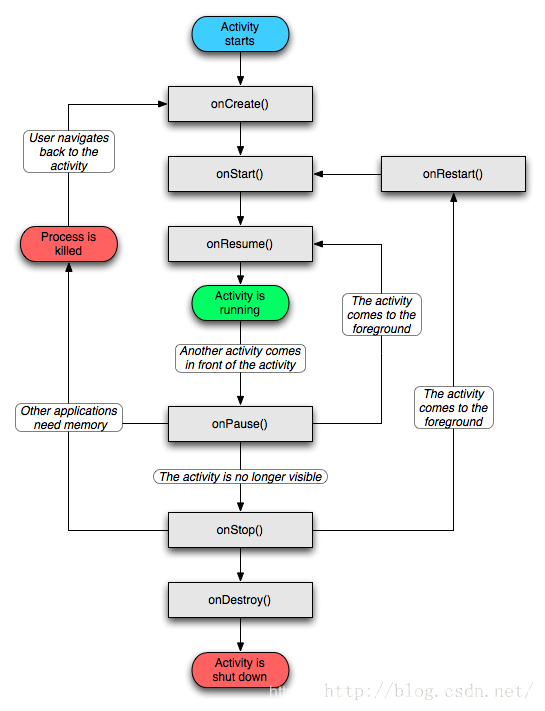 Activity
starts
onCreate()
User navigates
back to the
activity
onStart()
onRestart()
Process is
killed
onResume()
Activity is
running
The activity
comes to the
foreground
Another activity comes
in front of the activity
The activity
comes to the
foreground
Other applications
need memory
onPause()
The activity is no longer visible
onStop()
onDestroy()
Activity is
shut down
http://blog.csdn.net/